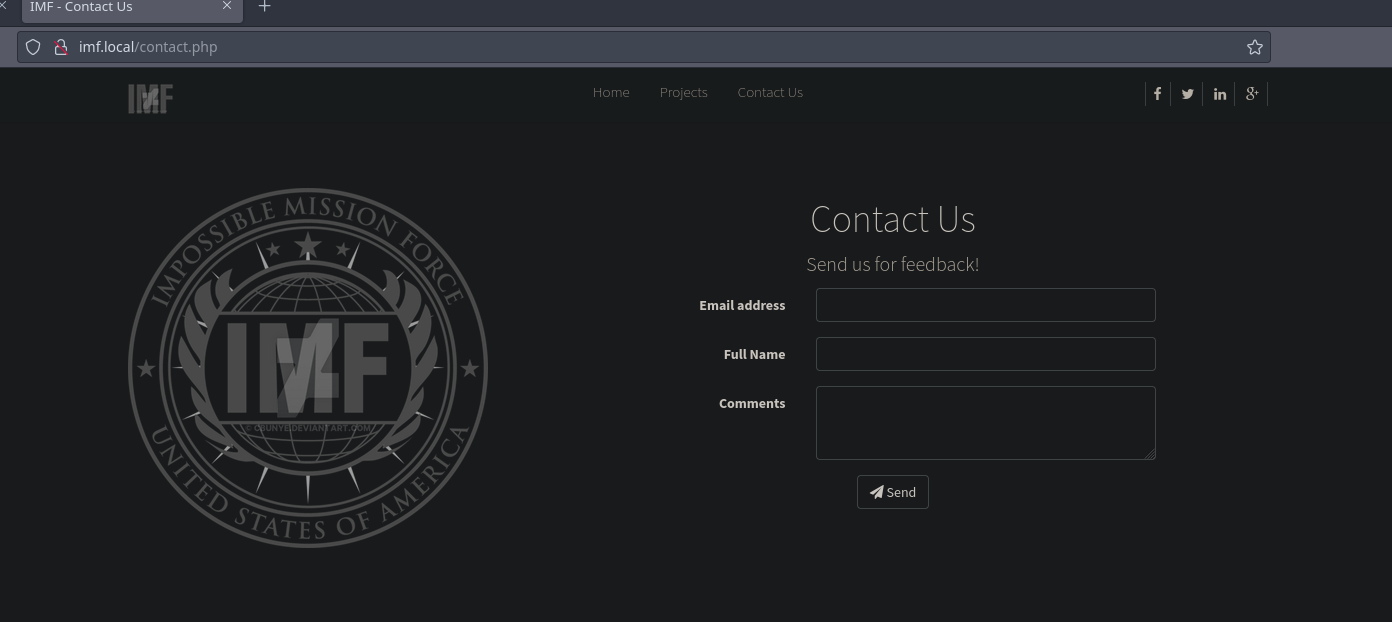 IMF - Contact Us
imf.local/contact.php
IMF
Home Projects Contact Us
IMPOSSIBLE MISSION FORCE
IMF
© CBUNYE.DEVIANTART.COM
UNITED STATES OF AMERICA
Contact Us
Send us for feedback!
Email address
Full Name
Comments
Send